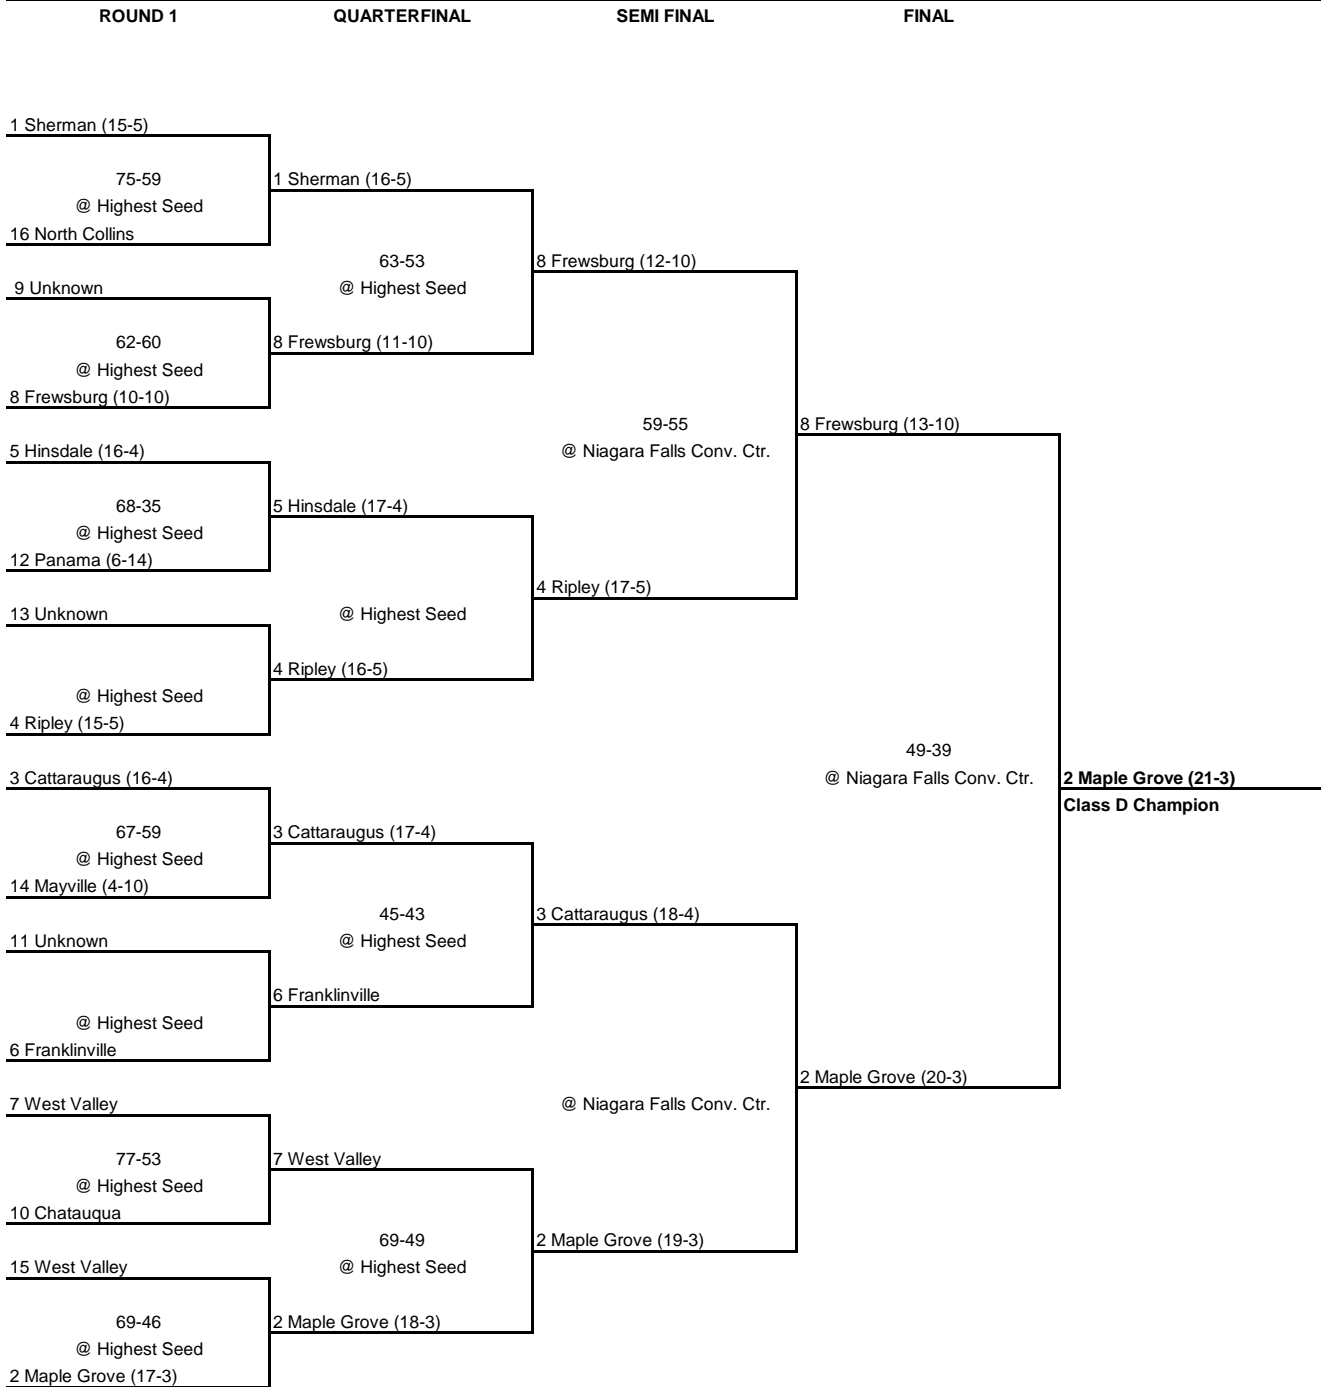 ROUND 1 QUARTERFINAL SEMI FINAL FINAL
1 Sherman (15-5)
75-59 1 Sherman (16-5)
@ Highest Seed
16 North Collins
63-53 8 Frewsburg (12-10)
9 Unknown @ Highest Seed
62-60 8 Frewsburg (11-10)
@ Highest Seed
8 Frewsburg (10-10)
59-55 8 Frewsburg (13-10)
5 Hinsdale (16-4) @ Niagara Falls Conv. Ctr.
68-35 5 Hinsdale (17-4)
@ Highest Seed
12 Panama (6-14)
4 Ripley (17-5)
13 Unknown @ Highest Seed
4 Ripley (16-5)
@ Highest Seed
4 Ripley (15-5)
49-39
3 Cattaraugus (16-4) @ Niagara Falls Conv. Ctr. 2 Maple Grove (21-3)
Class D Champion
67-59 3 Cattaraugus (17-4)
@ Highest Seed
14 Mayville (4-10)
45-43 3 Cattaraugus (18-4)
11 Unknown @ Highest Seed
6 Franklinville
@ Highest Seed
6 Franklinville
2 Maple Grove (20-3)
7 West Valley @ Niagara Falls Conv. Ctr.
77-53 7 West Valley
@ Highest Seed
10 Chatauqua
69-49 2 Maple Grove (19-3)
15 West Valley @ Highest Seed
69-46 2 Maple Grove (18-3)
@ Highest Seed
2 Maple Grove (17-3)